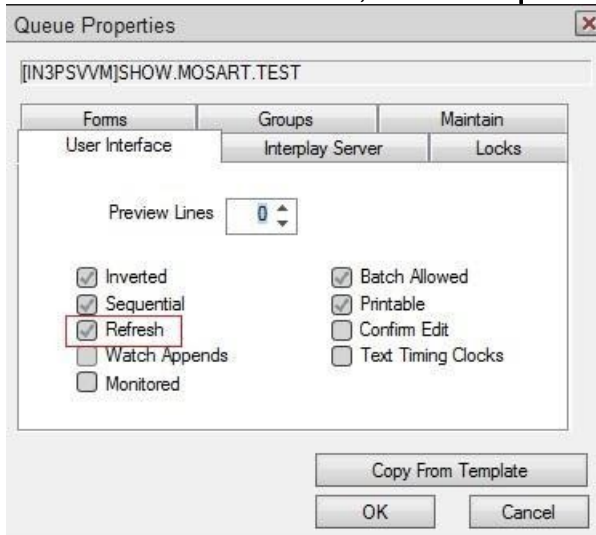 Queue Properties
[IN3PSVVM]SHOW.MOSART.TEST
Forms Groups Maintain
User Interface Interplay Server Locks
Preview Lines 0
Inverted Batch Allowed
Sequential Printable
Refresh Confirm Edit
Watch Appends Text Timing Clocks
Monitored
Copy From Template
OK Cancel